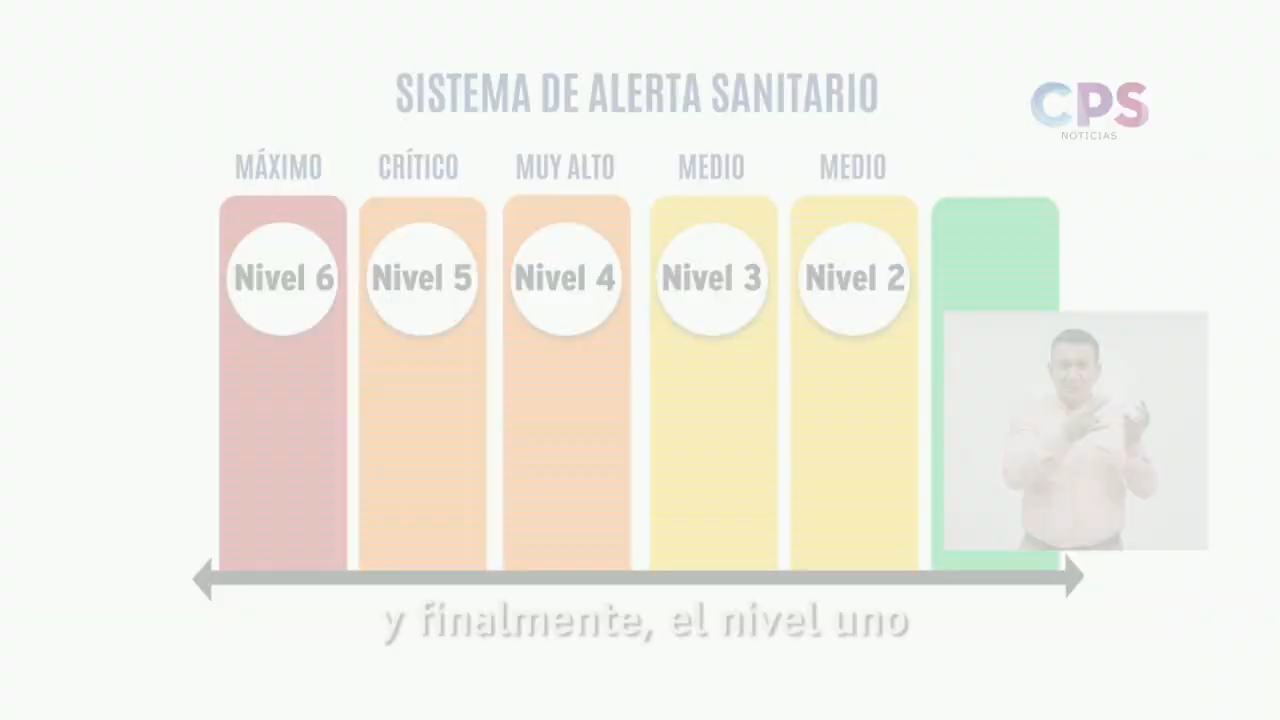 SISTEMA DE ALERTA SANITARIO
CPS
NOTICIAS
MÁXIMO CRÍTICO MUY ALTO MEDIO MEDIO
Nivel 6 Nivel 5 Nivel 4 Nivel 3 Nivel 2
y finalmente, el nivel uno